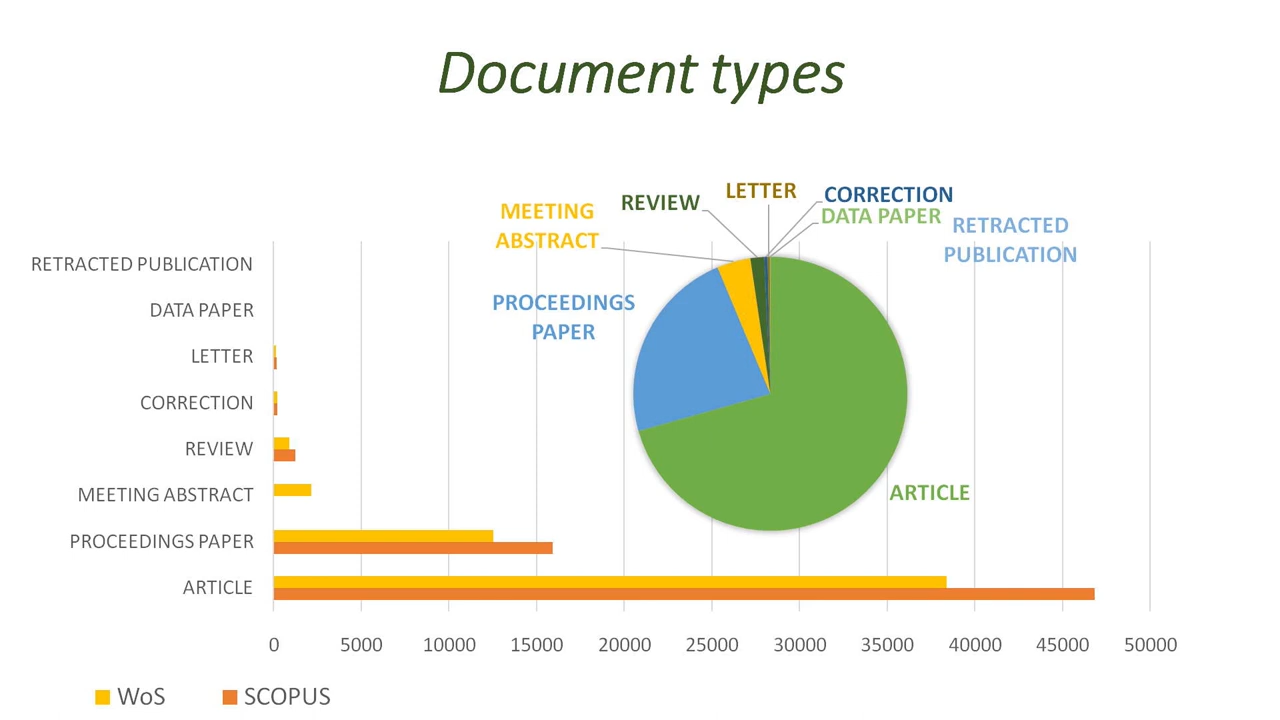 Document types
MEETING
ABSTRACT
REVIEW
LETTER
CORRECTION
DATA PAPER
RETRACTED
PUBLICATION
PROCEEDINGS
PAPER
ARTICLE
RETRACTED PUBLICATION
DATA PAPER
LETTER
CORRECTION
REVIEW
MEETING ABSTRACT
PROCEEDINGS PAPER
ARTICLE
0 5000 10000 15000 20000 25000 30000 35000 40000 45000 50000
WoS SCOPUS